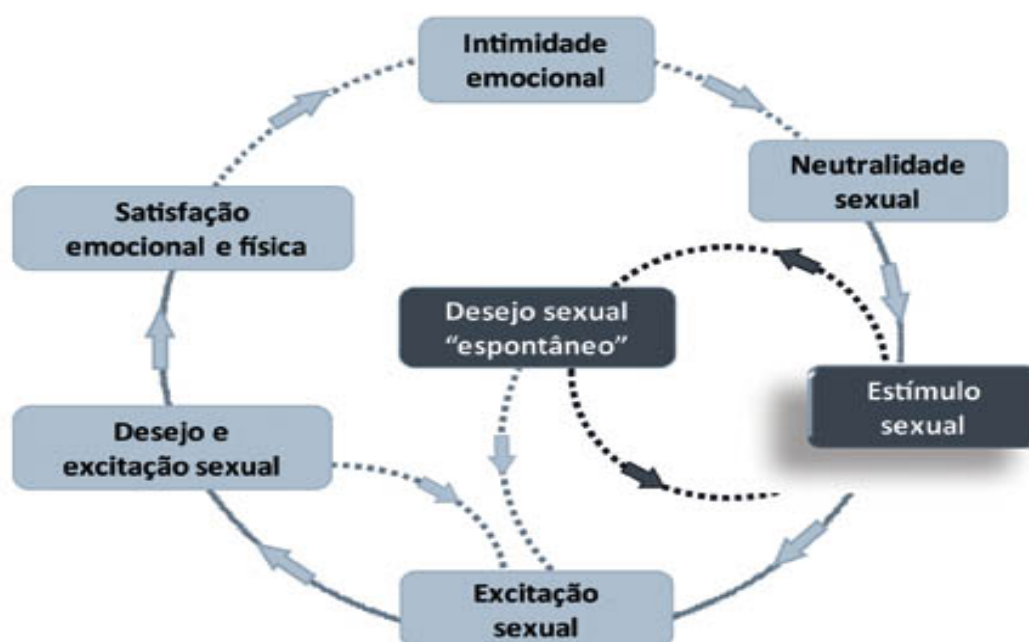 Intimidade
emocional
Neutralidade
sexual
Satisfação
emocional e física
Desejo sexual
“espontâneo”
Estímulo
sexual
Desejo e
excitação sexual
Excitação
sexual